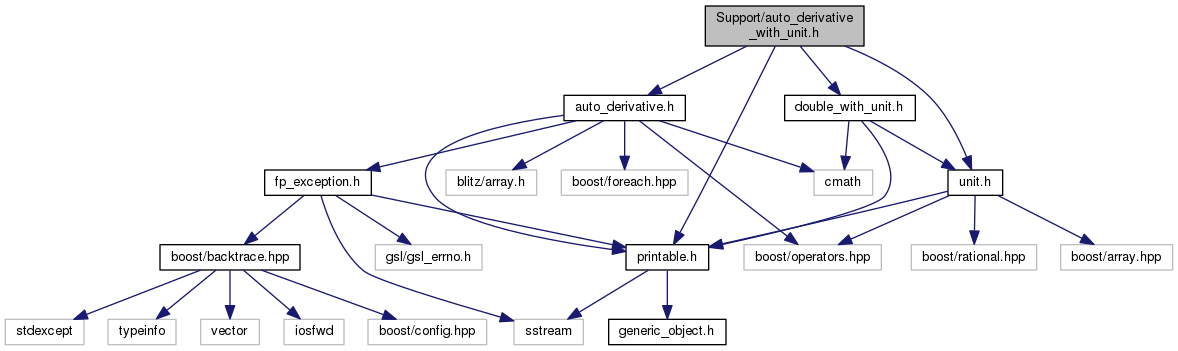 Support/auto_derivative
_with_unit.h
auto_derivative.h
double_with_unit.h
fp_exception.h
blitz/array.h
boost/foreach.hpp
cmath
unit.h
boost/backtrace.hpp
gsl/gsl_errno.h
printable.h
boost/operators.hpp
boost/rational.hpp
boost/array.hpp
stdexcept
typeinfo
vector
iosfwd
boost/config.hpp
sstream
generic_object.h